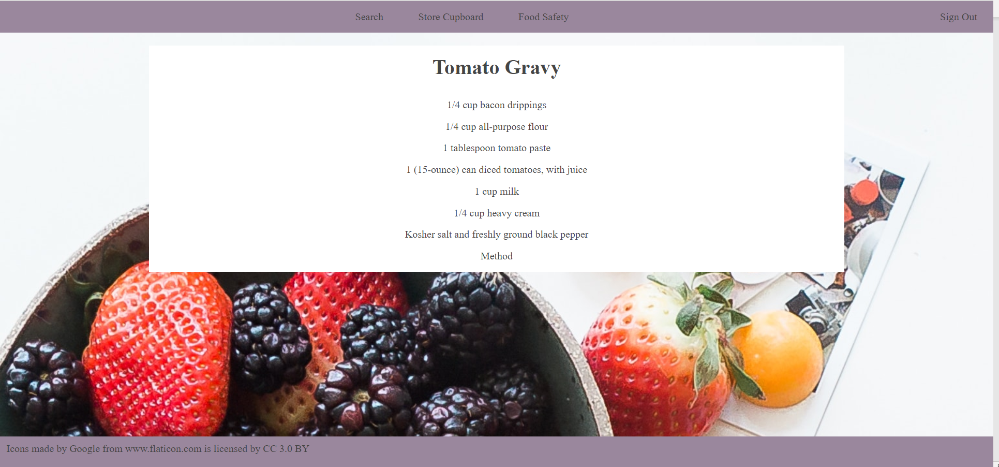 Search Store Cupboard Food Safety Sign Out
Tomato Gravy
1/4 cup bacon drippings
1/4 cup all-purpose flour
1 tablespoon tomato paste
1 (15-ounce) can diced tomatoes, with juice
1 cup milk
1/4 cup heavy cream
Kosher salt and freshly ground black pepper
Method
Icons made by Google from www.flaticon.com is licensed by CC 3.0 BY